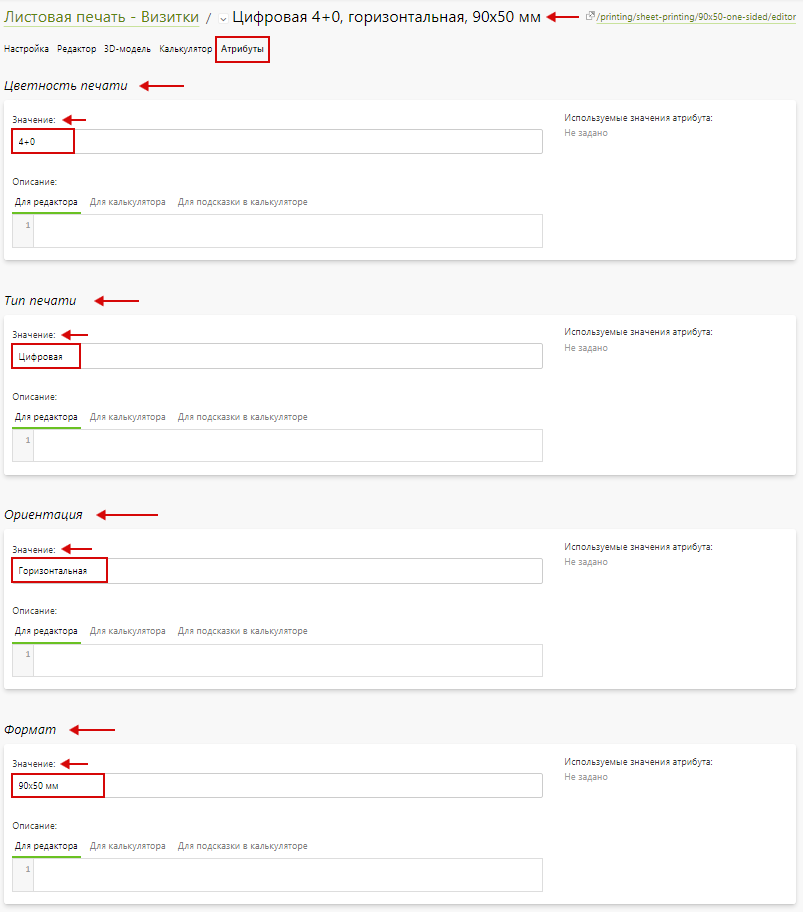 Листовая печать - Визитки / Цифровая 4+0, горизонтальная, 90x50 мм /printing/sheet-printing/90x50-one-sided/editor
Настройка Редактор 3D-модель Калькулятор Атрибуты
Цветность печати
Значение: Используемые значения атрибута:
Не задано
4+0
Описание:
Для редактора Для калькулятора Для подсказки в калькуляторе
1
Тип печати
Значение: Используемые значения атрибута:
Не задано
Цифровая
Описание:
Для редактора Для калькулятора Для подсказки в калькуляторе
1
Ориентация
Значение: Используемые значения атрибута:
Не задано
Горизонтальная
Описание:
Для редактора Для калькулятора Для подсказки в калькуляторе
1
Формат
Значение: Используемые значения атрибута:
Не задано
90x50 мм
Описание:
Для редактора Для калькулятора Для подсказки в калькуляторе
1